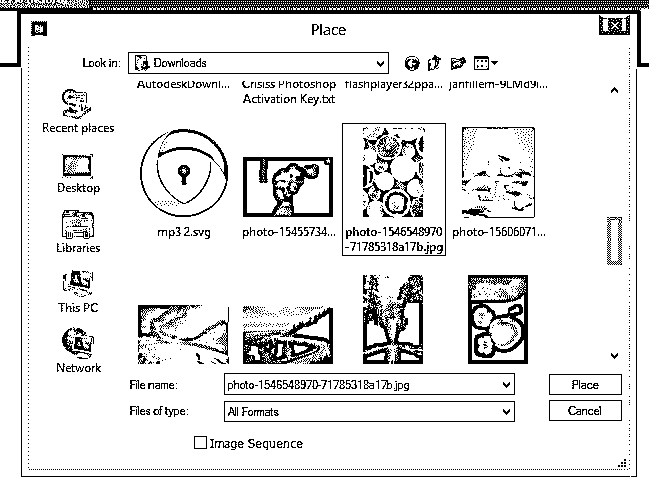 Place
Look in:
Downloads
AutodeskDownl...
Crisiss Photoshop
Activation Key.txt
flashplayer32ppa...
janfillem-9LMd9i...
Recent places
Desktop
Libraries
This PC
Network
mp3 2.svg
photo-15455734...
photo-1546548970
-71785318a17b.jpg
photo-15606071...
File name:
photo-1546548970-71785318a17b.jpg
Place
Files of type:
All Formats
Cancel
Image Sequence